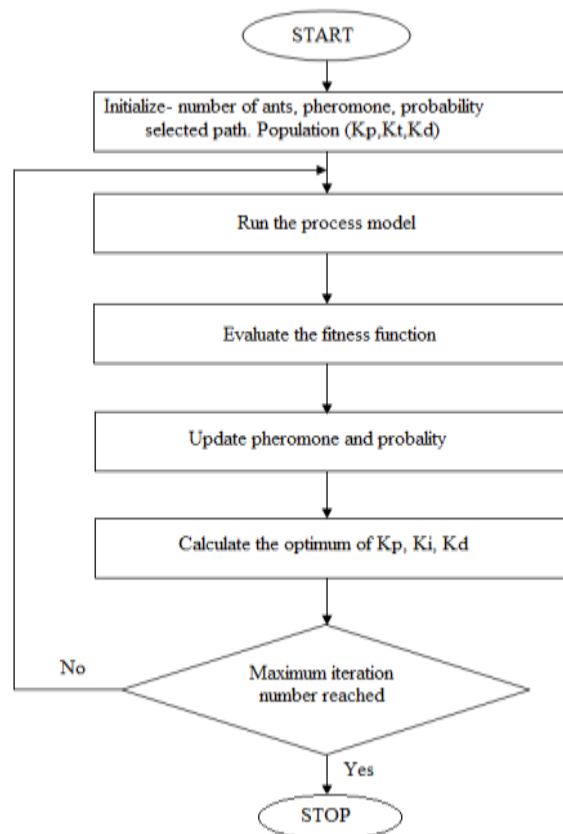 START
Initialize- number of ants, pheromone, probability
selected path. Population (Kp,Kt,Kd)
Run the process model
Evaluate the fitness function
Update pheromone and probality
Calculate the optimum of Kp, Ki, Kd
No
Maximum iteration
number reached
Yes
STOP